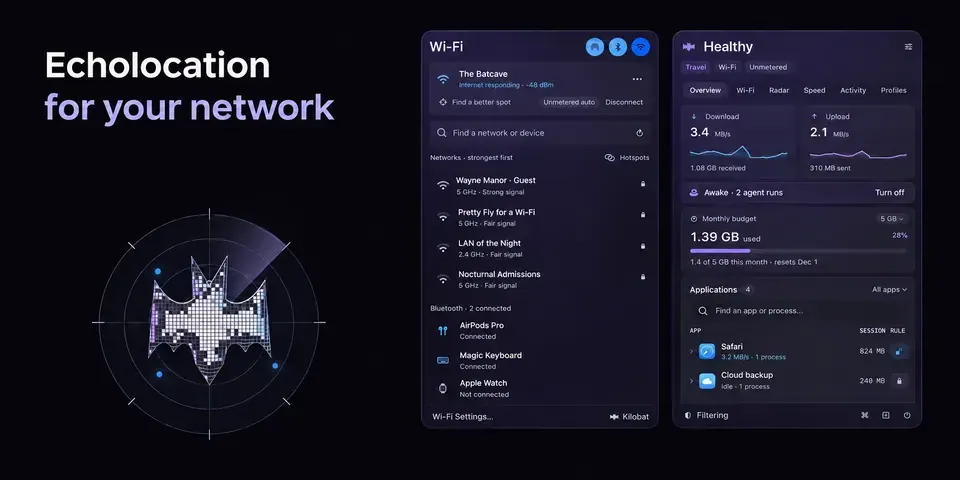 Echolocation
for your network
Wi-Fi
The Batcave
Internet responding · -48 dBm
Find a better spot
Unmetered auto
Disconnect
Find a network or device
Networks · strongest first
Hotspots
Wayne Manor · Guest
5 GHz · Strong signal
Pretty Fly for a Wi-Fi
5 GHz · Fair signal
LAN of the Night
2.4 GHz · Fair signal
Nocturnal Admissions
5 GHz · Fair signal
Bluetooth · 2 connected
AirPods Pro
Connected
Magic Keyboard
Connected
Apple Watch
Not connected
Wi-Fi Settings...
Kilobat
Healthy
Travel
Wi-Fi
Unmetered
Overview
Wi-Fi
Radar
Speed
Activity
Profiles
↓ Download
3.4 MB/s
1.08 GB received
↑ Upload
2.1 MB/s
310 MB sent
Awake · 2 agent runs
Turn off
Monthly budget
5 GB
1.39 GB used
28%
1.4 of 5 GB this month · resets Dec 1
Applications 4
All apps
Find an app or process...
APP
SESSION RULE
Safari
3.2 MB/s · 1 process
824 MB
Cloud backup
Idle · 1 process
240 MB
Filtering